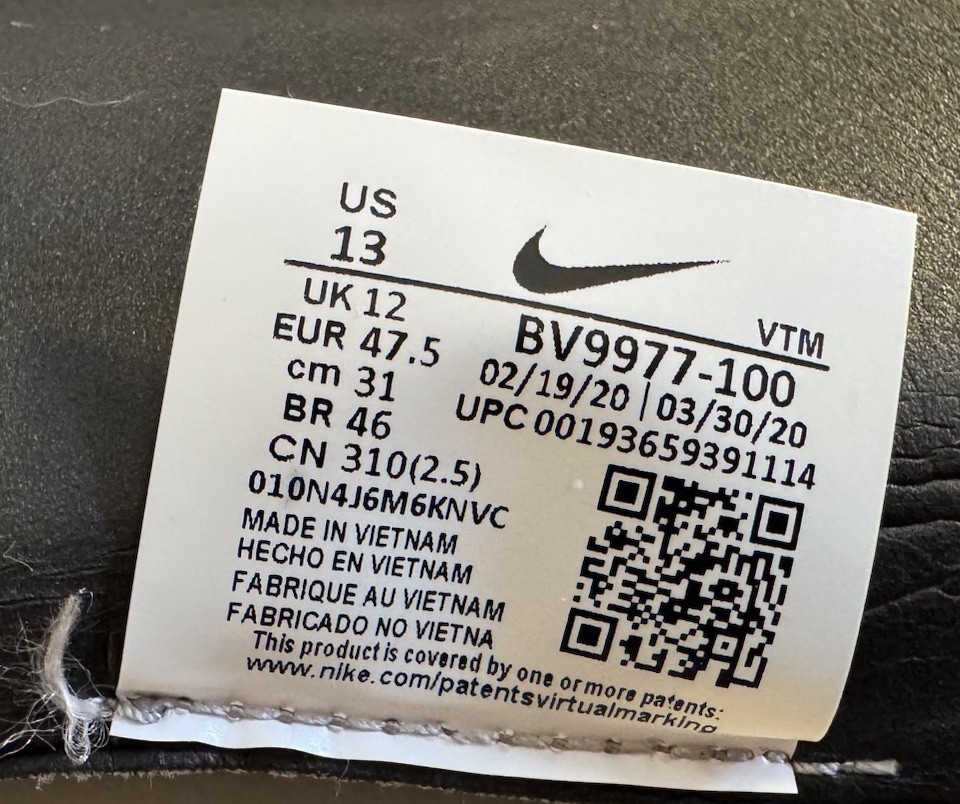 US
13
UK 12
EUR 47.5
cm 31
BR 46
CN 310(2.5)
010N4J6M6KNVC
MADE IN VIETNAM
HECHO EN VIETNAM
FABRIQUE AU VIETNAM
FABRICADO NO VIETNA
VTM
BV9977-100
02/19/20 | 03/30/20
UPC 00193659391114
This product is covered by one or more patents:
www.nike.com/patentsvirtualmarking